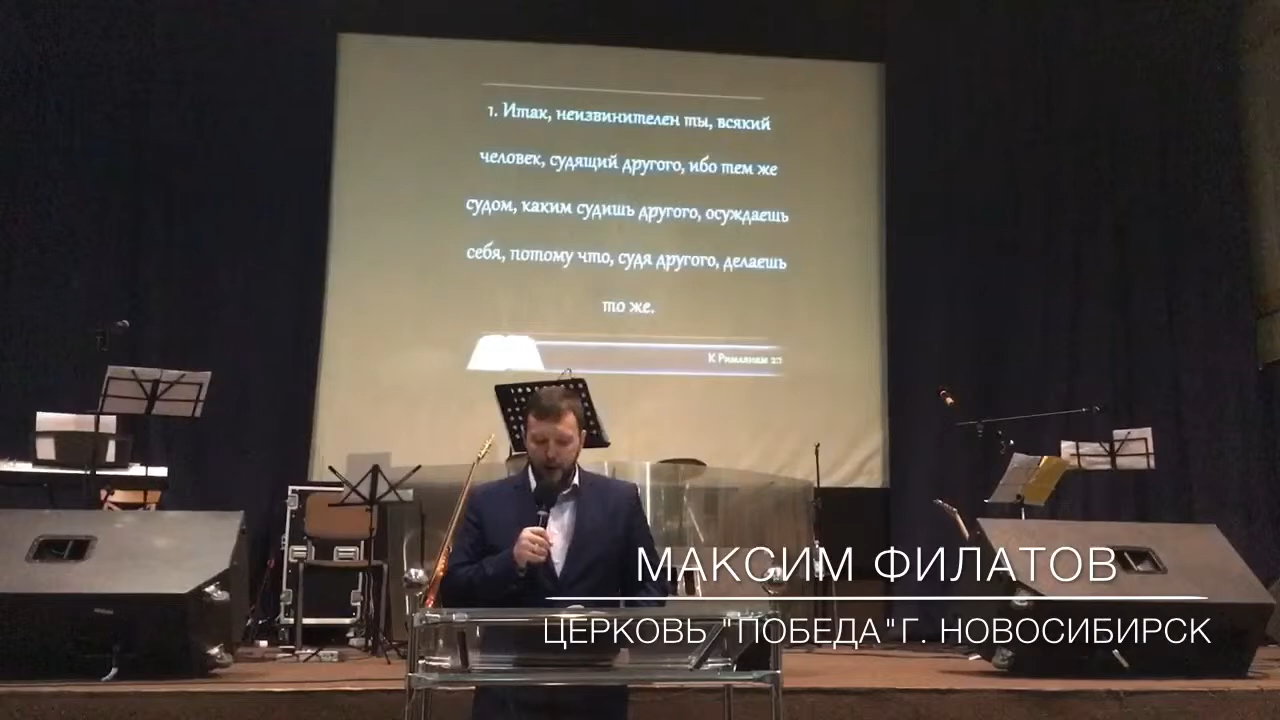 1. Итак, неизвинителен ты, всякий
человек, судящий другого, ибо тем же
судом, каким судишь другого, осуждаешь
себя, потому что, судя другого, делаешь
то же.
К Римлянам 2:1
МАКСИМ ФИЛАТОВ
ЦЕРКОВЬ "ПОБЕДА"Г. НОВОСИБИРСК